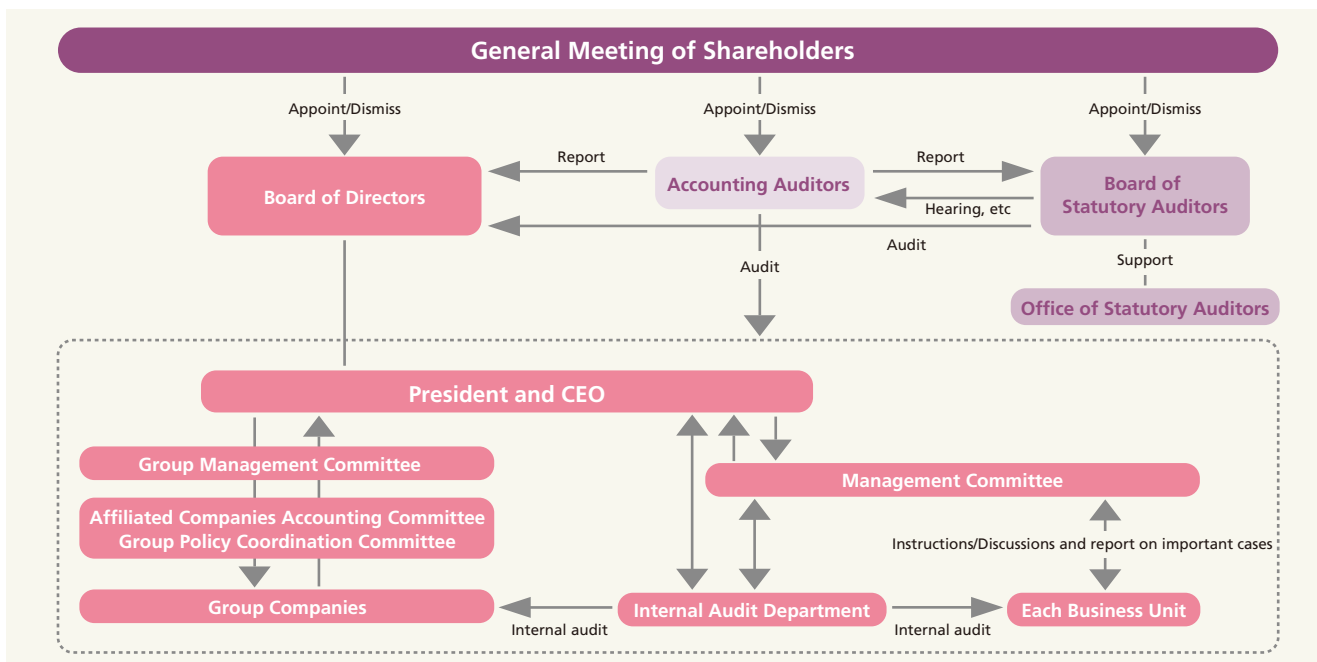 General Meeting of Shareholders
Appoint/Dismiss
Appoint/Dismiss
Appoint/Dismiss
Board of Directors
Report
Accounting Auditors
Report
Board of
Statutory Auditors
Hearing, etc
Audit
Audit
Support
Office of Statutory Auditors
President and CEO
Group Management Committee
Management Committee
Affiliated Companies Accounting Committee
Group Policy Coordination Committee
Instructions/Discussions and report on important cases
Group Companies
Internal audit
Internal Audit Department
Internal audit
Each Business Unit